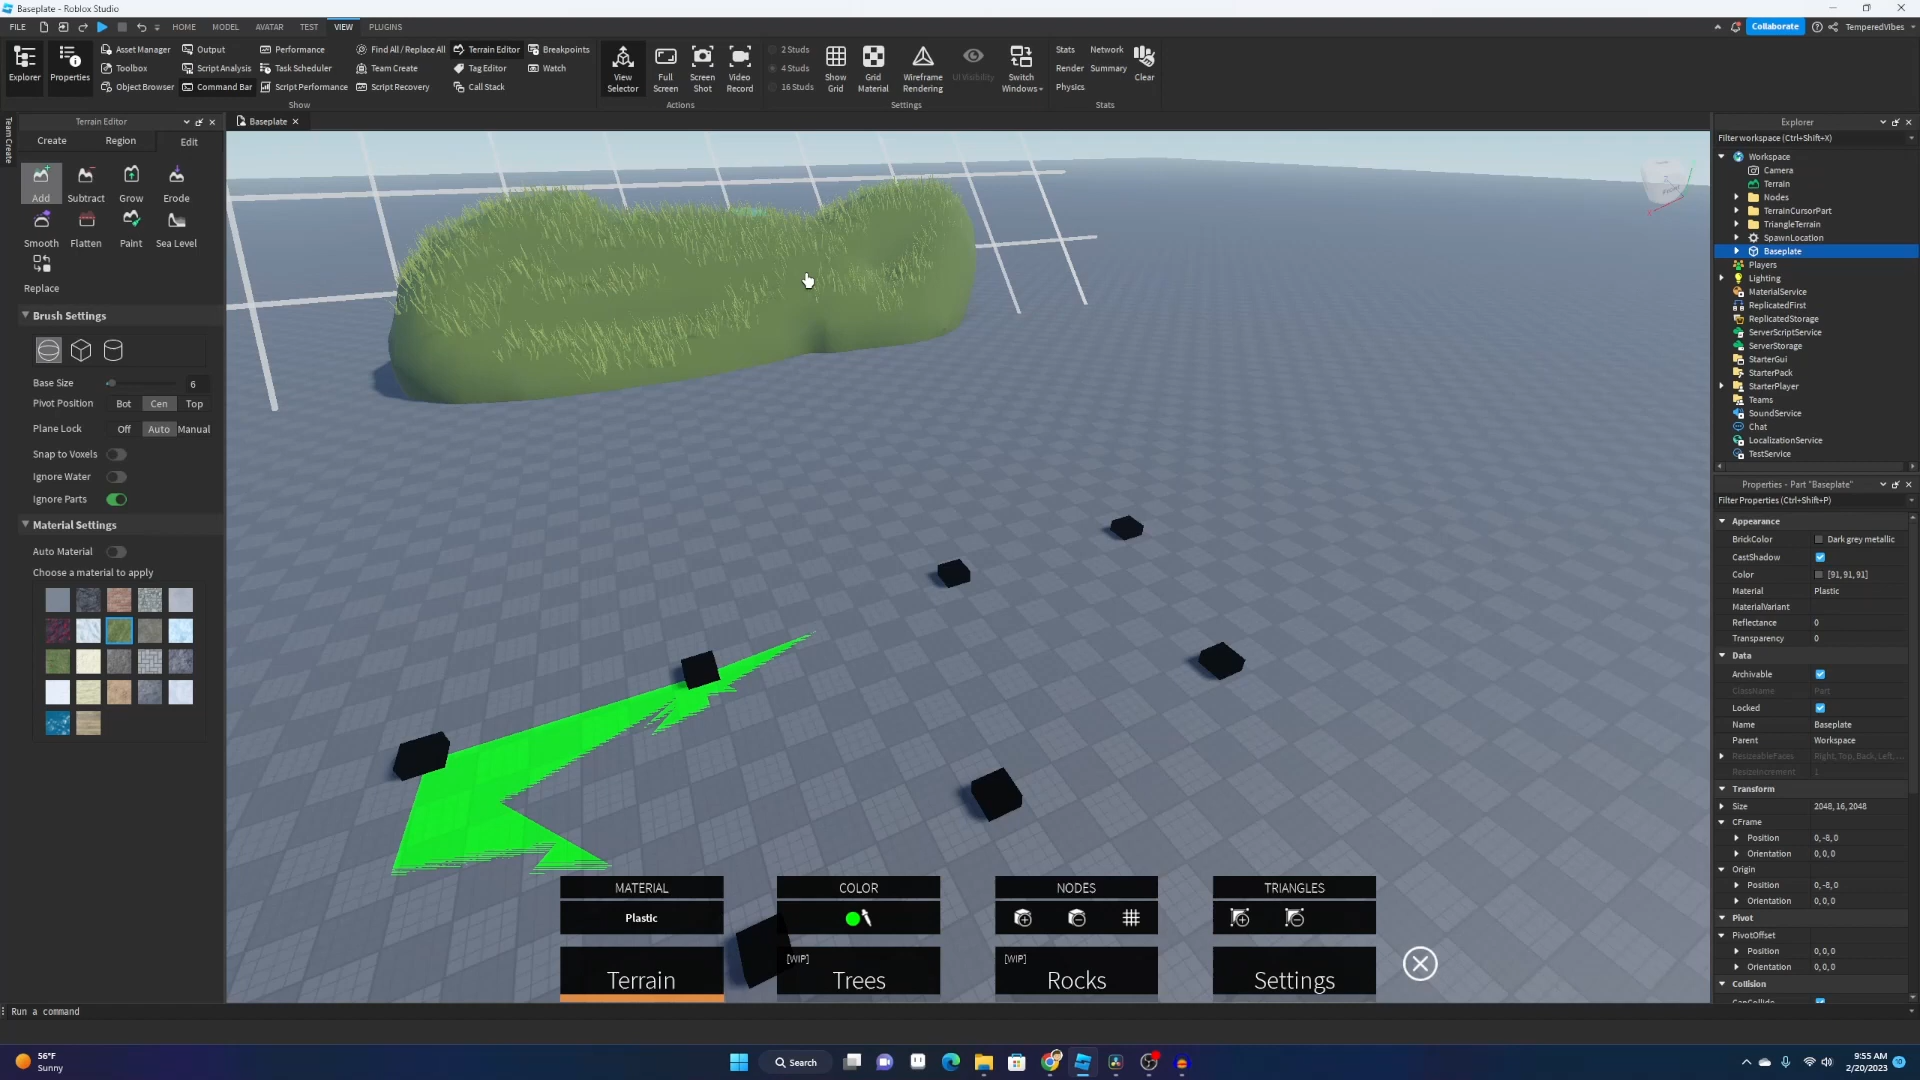 Baseplate - Roblox Studio
FILE HOME MODEL AVATAR TEST VIEW PLUGINS Collaborate TemperedVibes
Explorer
Properties
Asset Manager Output Performance Find All / Replace All Terrain Editor Breakpoints
Toolbox Script Analysis Task Scheduler Team Create Tag Editor Watch
Object Browser Command Bar Script Performance Script Recovery Call Stack
Show
View Selector
Full Screen
Screen Shot
Video Record
Actions
2 Studs
4 Studs
16 Studs
Show Grid
Grid Material
Wireframe Rendering
UI Visibility
Switch Windows
Settings
Stats Network
Render Summary
Physics
Clear
Stats
Team Create
Terrain Editor
Create Region Edit
Add Subtract Grow Erode
Smooth Flatten Paint Sea Level
Replace
Brush Settings
Base Size 6
Pivot Position Bot Cen Top
Plane Lock Off Auto Manual
Snap to Voxels
Ignore Water
Ignore Parts
Material Settings
Auto Material
Choose a material to apply
Baseplate
MATERIAL COLOR NODES TRIANGLES
Plastic
[WIP] [WIP]
Terrain Trees Rocks Settings
Explorer
Filter workspace (Ctrl+Shift+X)
Workspace
Camera
Terrain
Nodes
TerrainCursorPart
TriangleTerrain
SpawnLocation
Baseplate
Players
Lighting
MaterialService
ReplicatedFirst
ReplicatedStorage
ServerScriptService
ServerStorage
StarterGui
StarterPack
StarterPlayer
Teams
SoundService
Chat
LocalizationService
TestService
Properties - Part "Baseplate"
Filter Properties (Ctrl+Shift+P)
Appearance
BrickColor Dark grey metallic
CastShadow
Color [91, 91, 91]
Material Plastic
MaterialVariant
Reflectance 0
Transparency 0
Data
Archivable
ClassName Part
Locked
Name Baseplate
Parent Workspace
ResizeableFaces Right, Top, Back, Left, ...
ResizeIncrement 1
Transform
Size 2048, 16, 2048
CFrame
Position 0, -8, 0
Orientation 0, 0, 0
Origin
Position 0, -8, 0
Orientation 0, 0, 0
Pivot
PivotOffset
Position 0, 0, 0
Orientation 0, 0, 0
Collision
CanCollide
Run a command
56°F
Sunny
Search
9:55 AM
2/20/2023